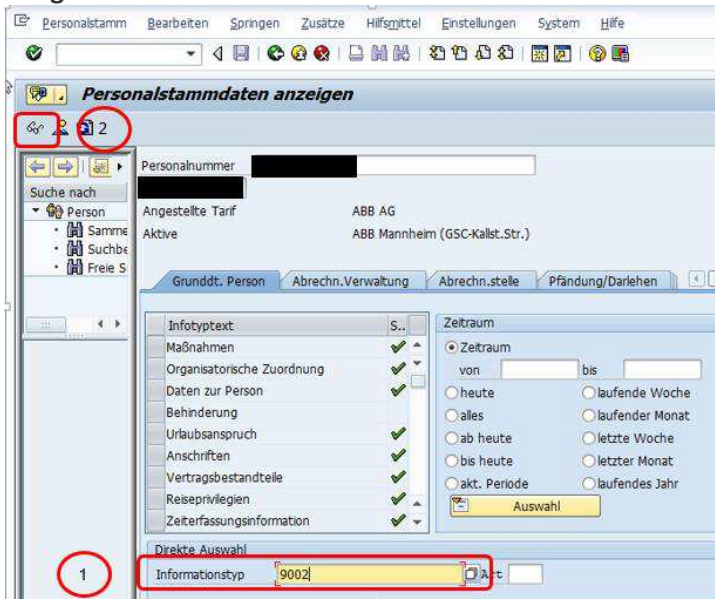 Personalstamm Bearbeiten Springen Zusätze Hilfsmittel Einstellungen System Hilfe
Personalstammdaten anzeigen
2
Personalnummer
Suche nach
Person
Angestellte Tarif ABB AG
Samme
Aktive ABB Mannheim (GSC-Kallst.Str.)
Suchbe
Freie S
Grunddt. Person Abrechn.Verwaltung Abrechn.stelle Pfändung/Darlehen
Infotyptext S..
Zeitraum
Maßnahmen
Zeitraum
Organisatorische Zuordnung
von bis
Daten zur Person
heute laufende Woche
Behinderung
alles laufender Monat
Urlaubsanspruch
ab heute letzte Woche
Anschriften
bis heute letzter Monat
Vertragsbestandteile
akt. Periode laufendes Jahr
Reiseprivilegien
Auswahl
Zeiterfassungsinformation
Direkte Auswahl
1
Informationstyp 9002 Art